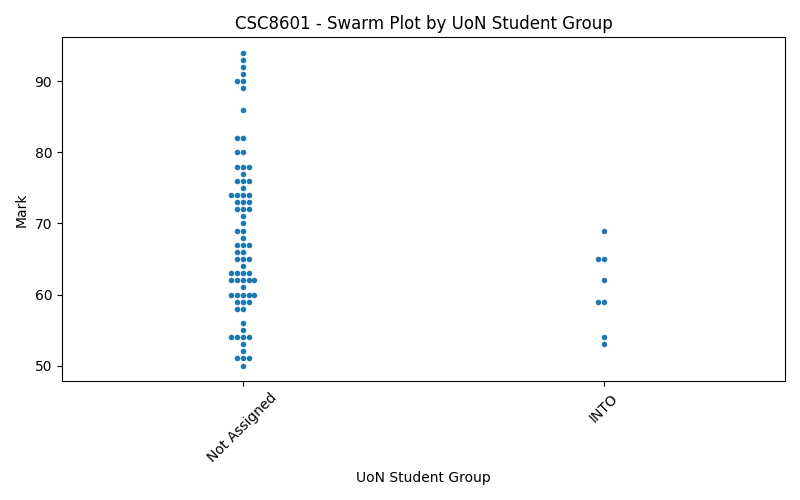 CSC8601 - Swarm Plot by UoN Student Group
Mark
90
80
70
60
50
Not Assigned
INTO
UoN Student Group